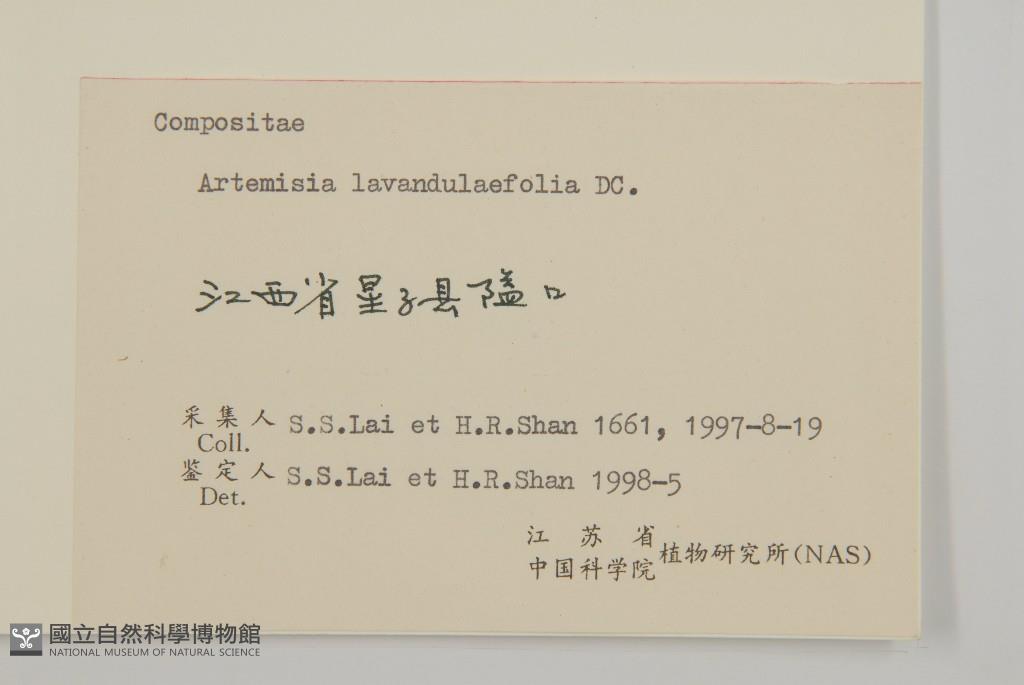 Compositae
Artemisia lavandulaefolia DC.
江西省星子县隘口
采集人 S.S.Lai et H.R.Shan 1661, 1997-8-19
Coll.
鉴定人 S.S.Lai et H.R.Shan 1998-5
Det.
江苏省
中国科学院植物研究所(NAS)
國立自然科學博物館
NATIONAL MUSEUM OF NATURAL SCIENCE